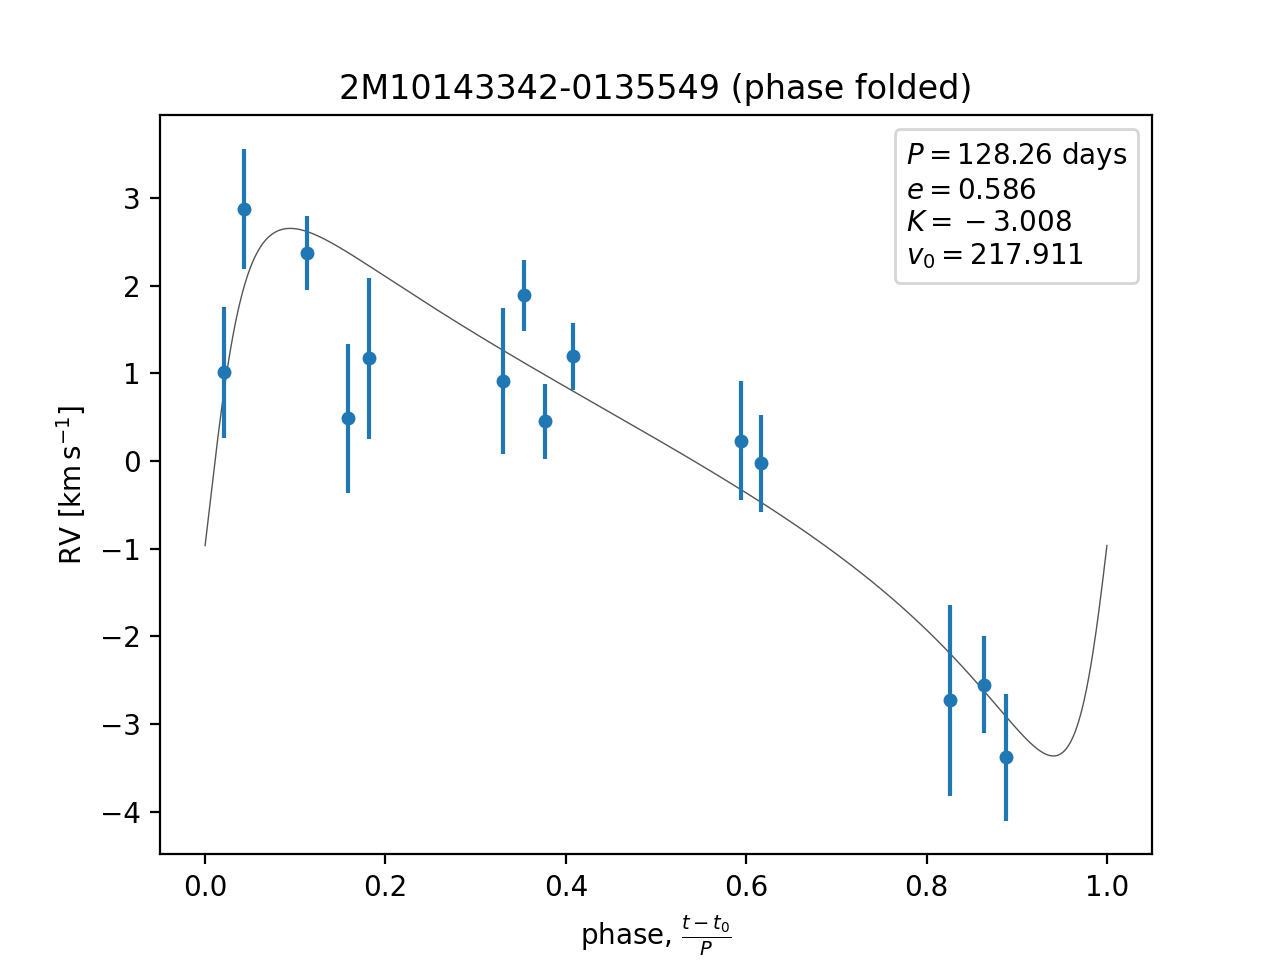 2M10143342-0135549 (phase folded)
P = 128.26 days
e = 0.586
K = −3.008
v₀ = 217.911
RV [km s⁻¹]
3
2
1
0
−1
−2
−3
−4
0.0 0.2 0.4 0.6 0.8 1.0
phase, (t − t₀)/P